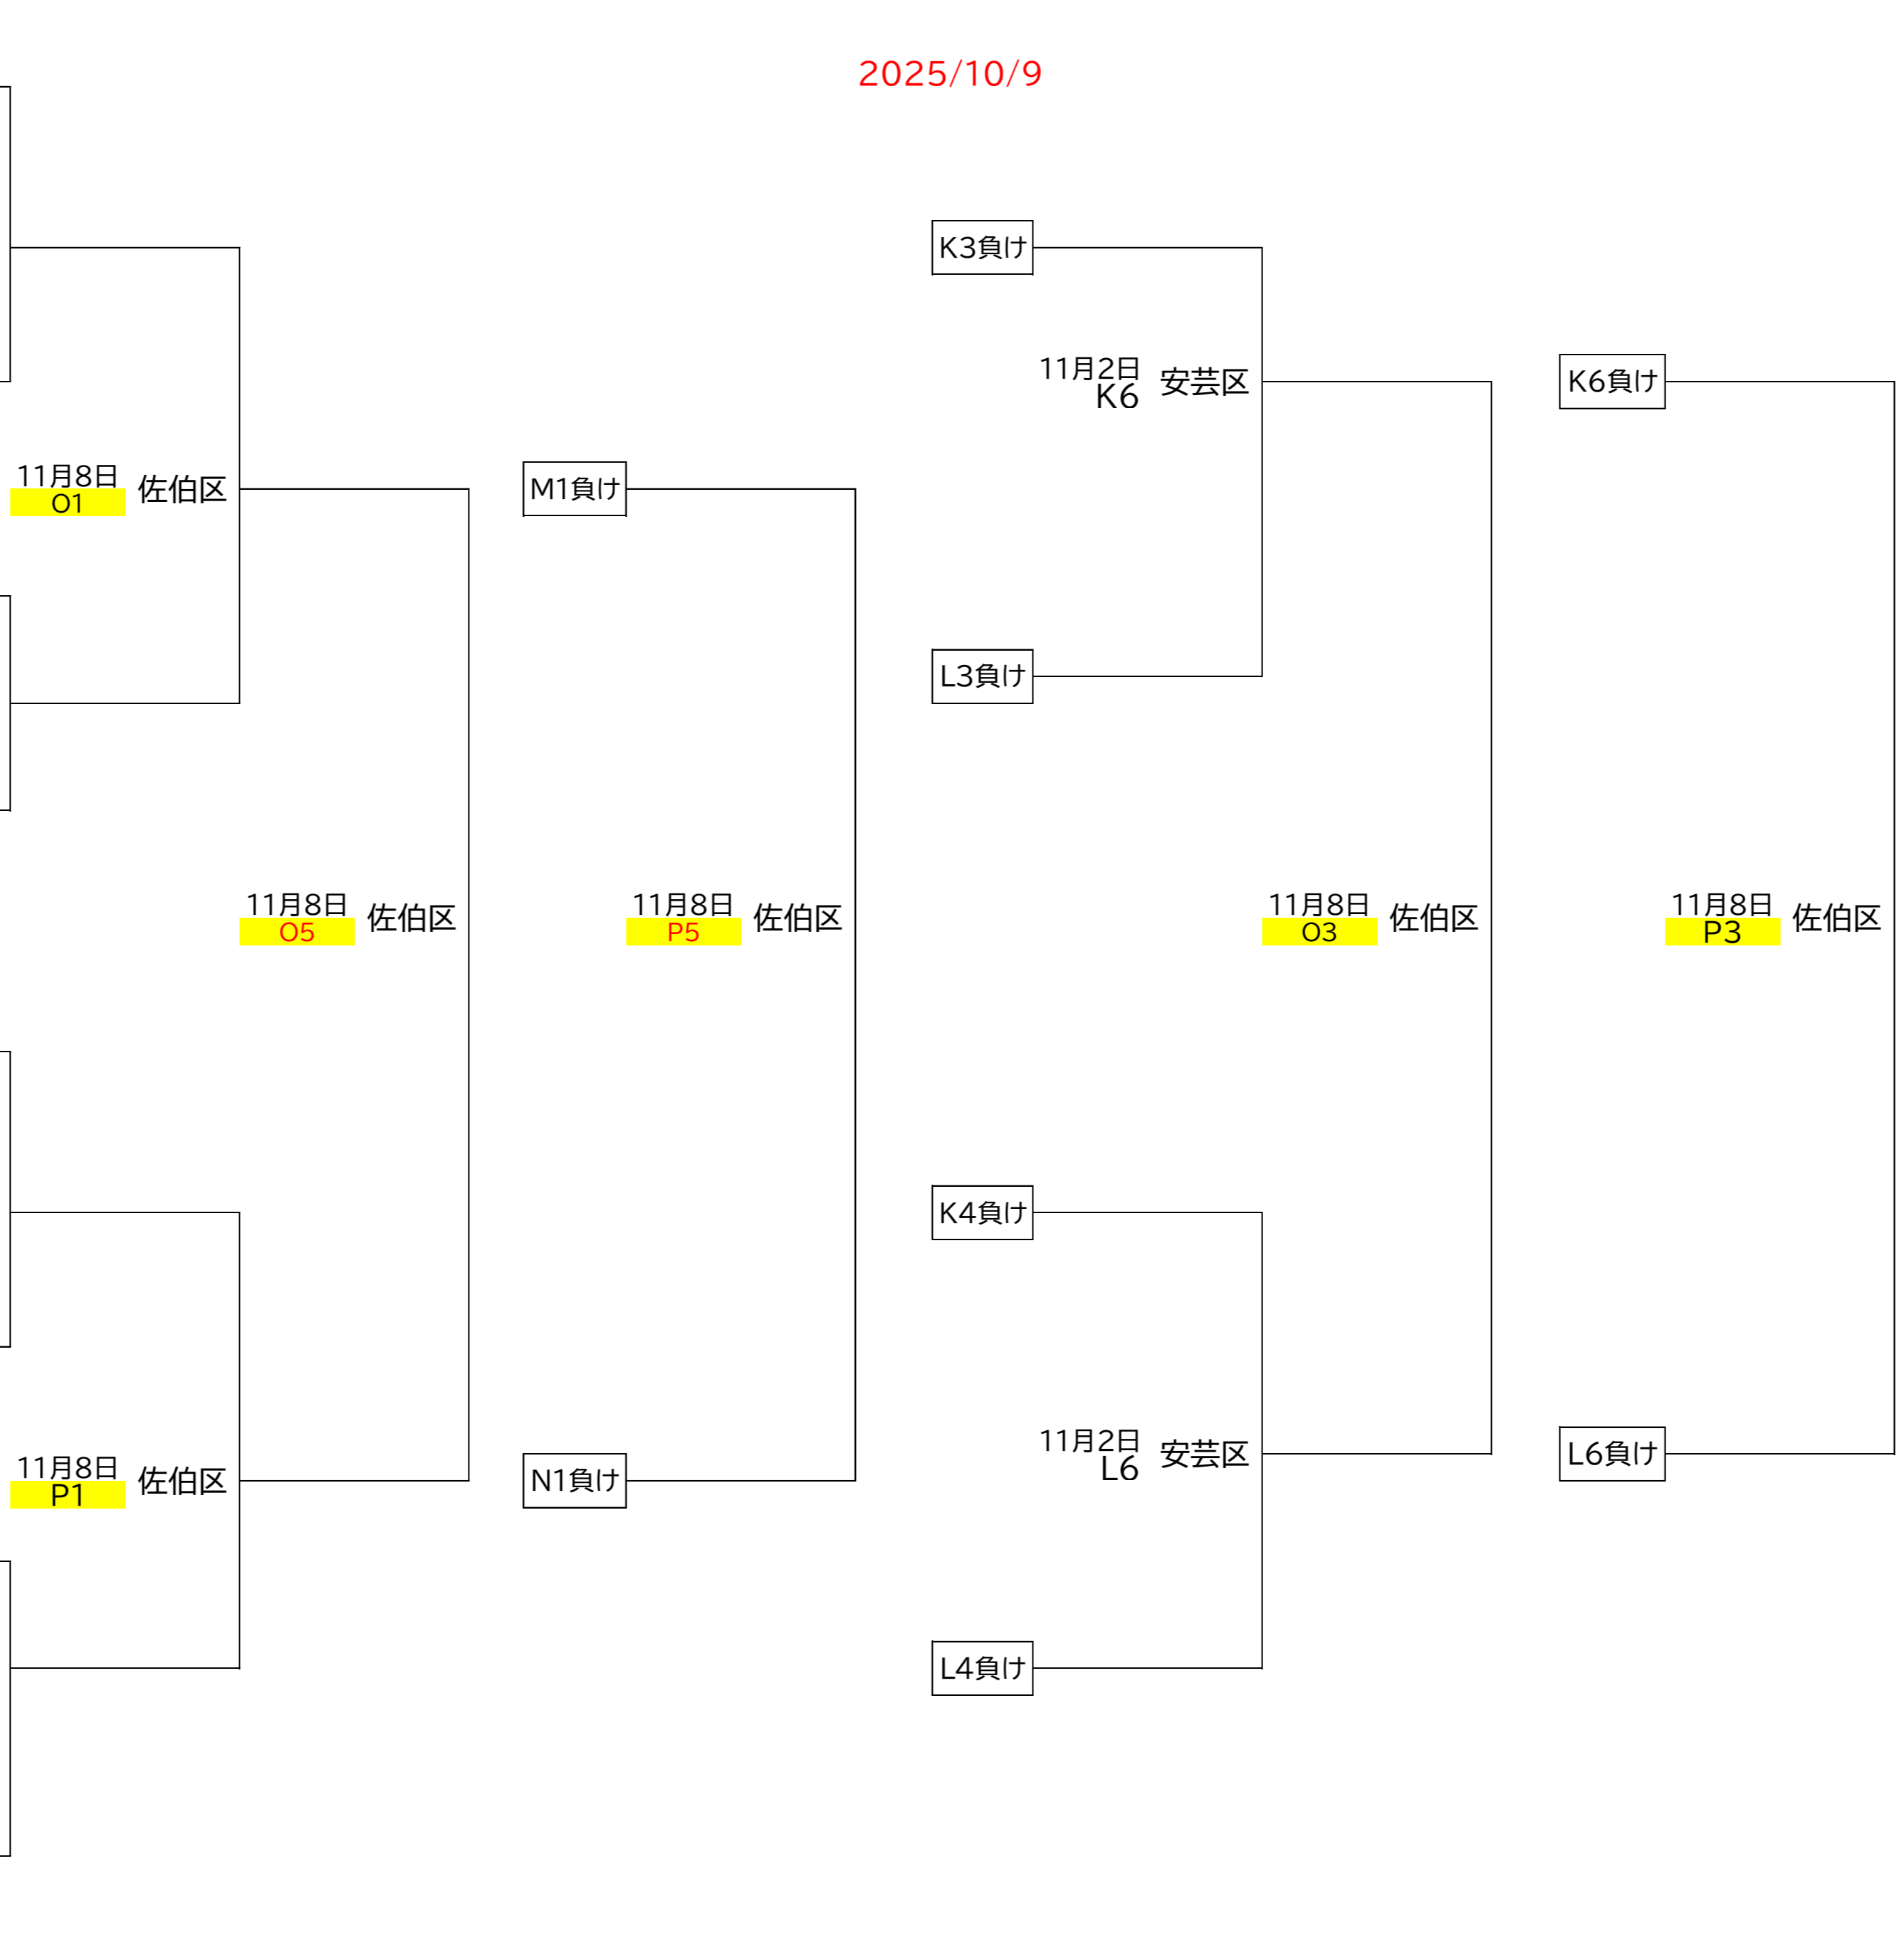 2025/10/9
K3負け
11月2日
K6
安芸区
K6負け
11月8日
O1
佐伯区
M1負け
L3負け
11月8日
O5
佐伯区
11月8日
P5
佐伯区
11月8日
O3
佐伯区
11月8日
P3
佐伯区
K4負け
11月2日
L6
安芸区
L6負け
11月8日
P1
佐伯区
N1負け
L4負け